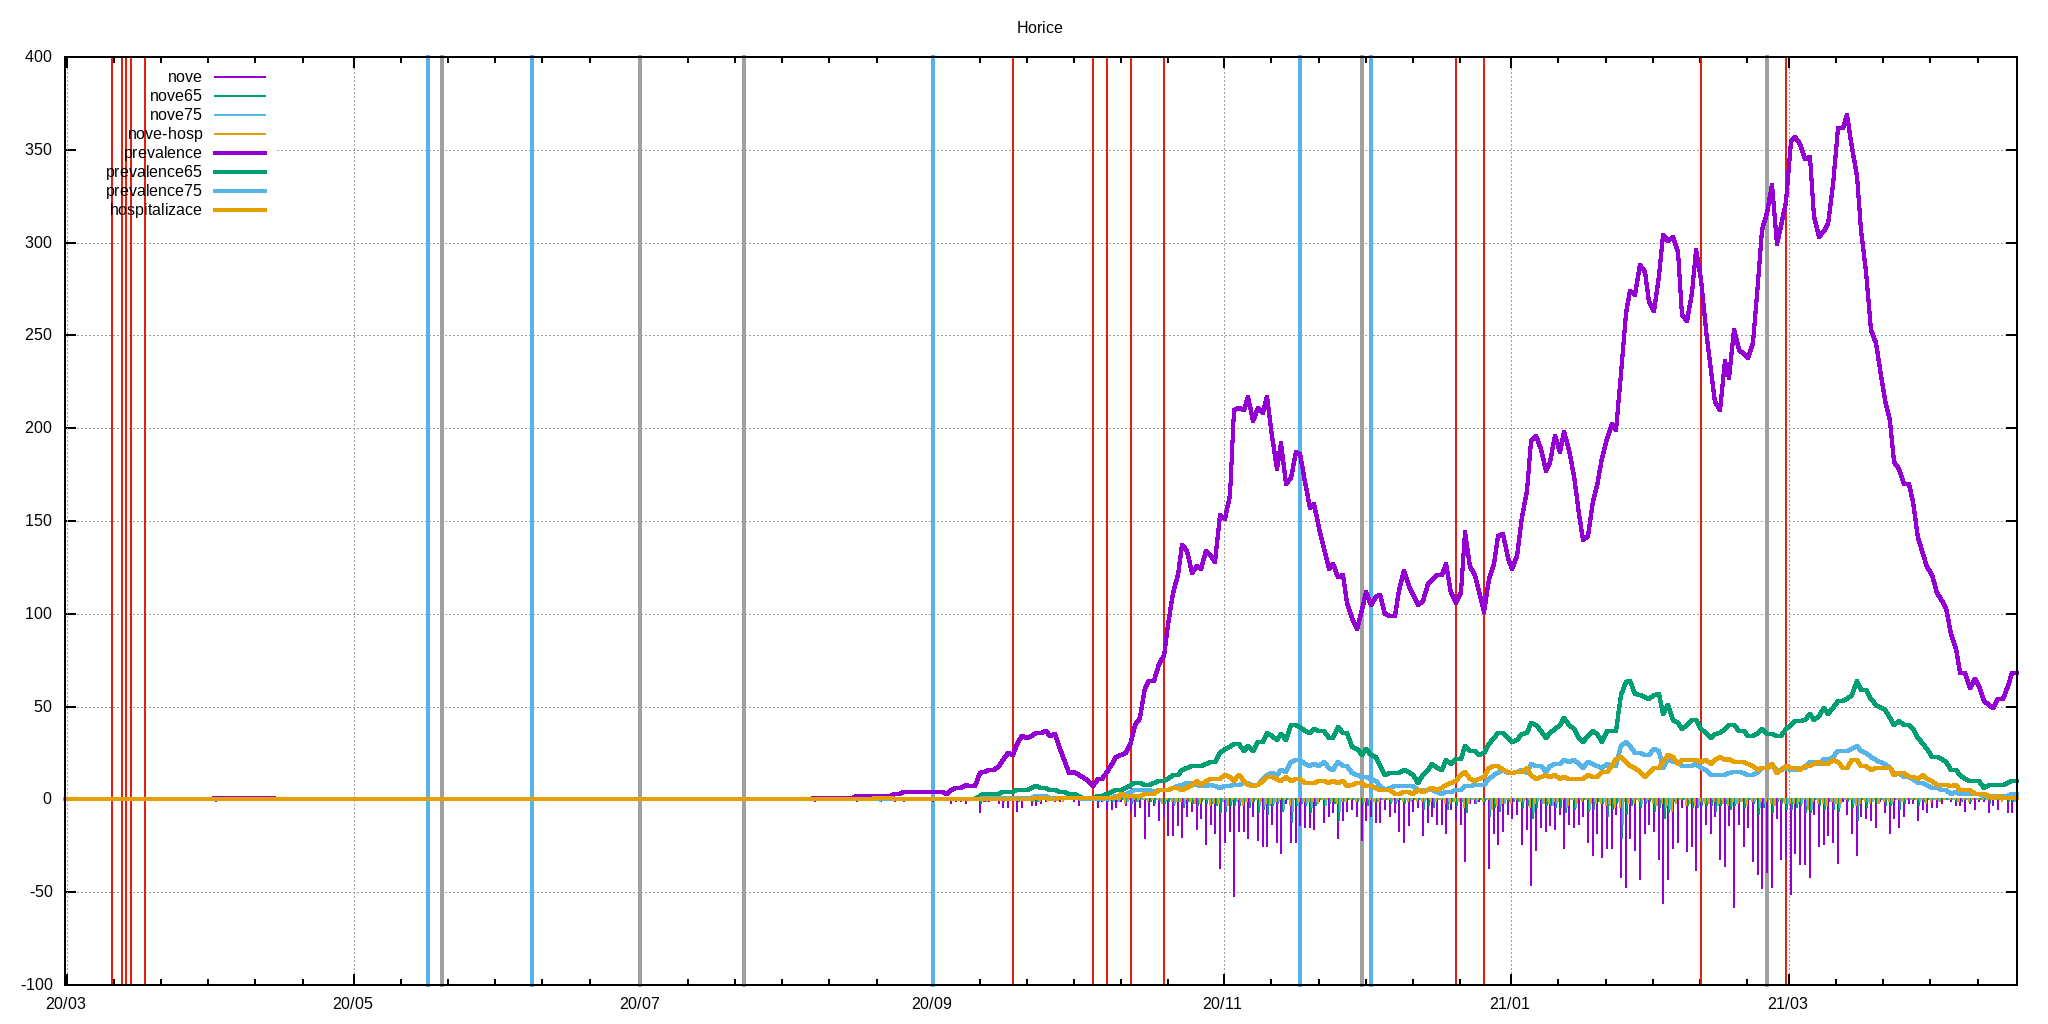 Horice
400
350
300
250
200
150
100
50
0
-50
-100
nove
nove65
nove75
nove-hosp
prevalence
prevalence65
prevalence75
hospitalizace
20/03 20/05 20/07 20/09 20/11 21/01 21/03